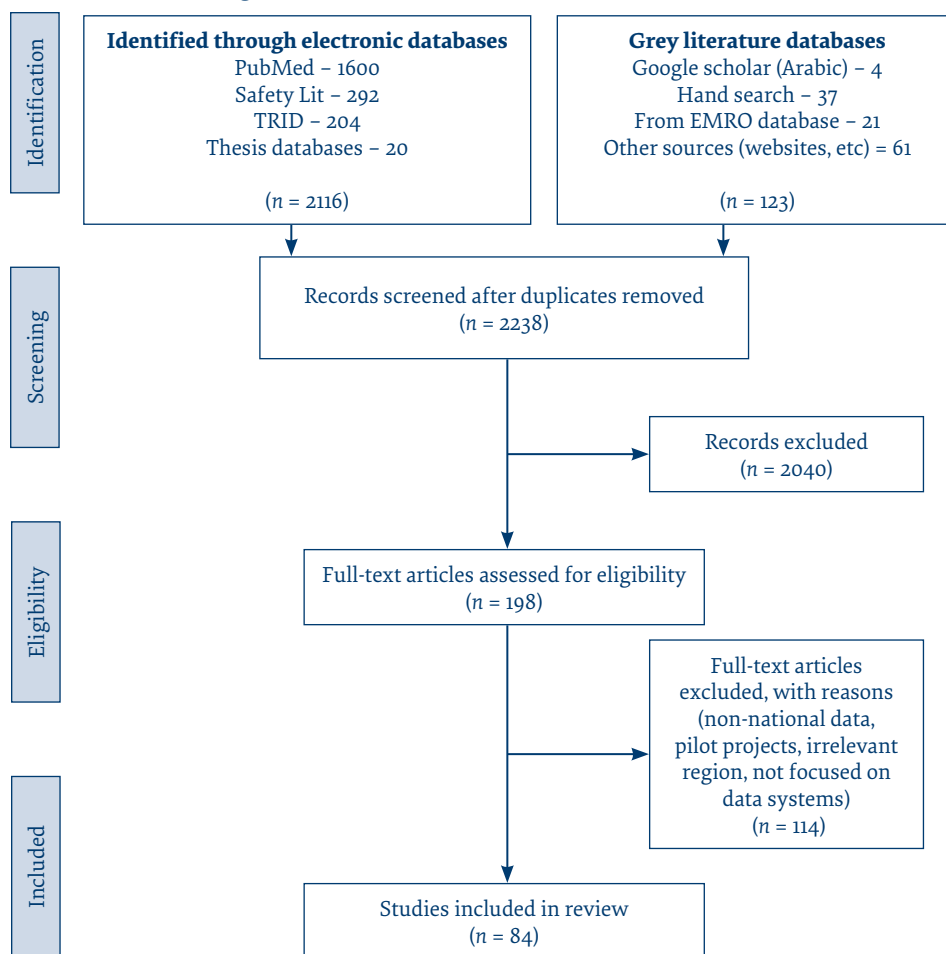 Identification
Identified through electronic databases
PubMed – 1600
Safety Lit – 292
TRID – 204
Thesis databases – 20
(n = 2116)
Grey literature databases
Google scholar (Arabic) – 4
Hand search – 37
From EMRO database – 21
Other sources (websites, etc) = 61
(n = 123)
Screening
Records screened after duplicates removed
(n = 2238)
Records excluded
(n = 2040)
Eligibility
Full-text articles assessed for eligibility
(n = 198)
Full-text articles
excluded, with reasons
(non-national data,
pilot projects, irrelevant
region, not focused on
data systems)
(n = 114)
Included
Studies included in review
(n = 84)